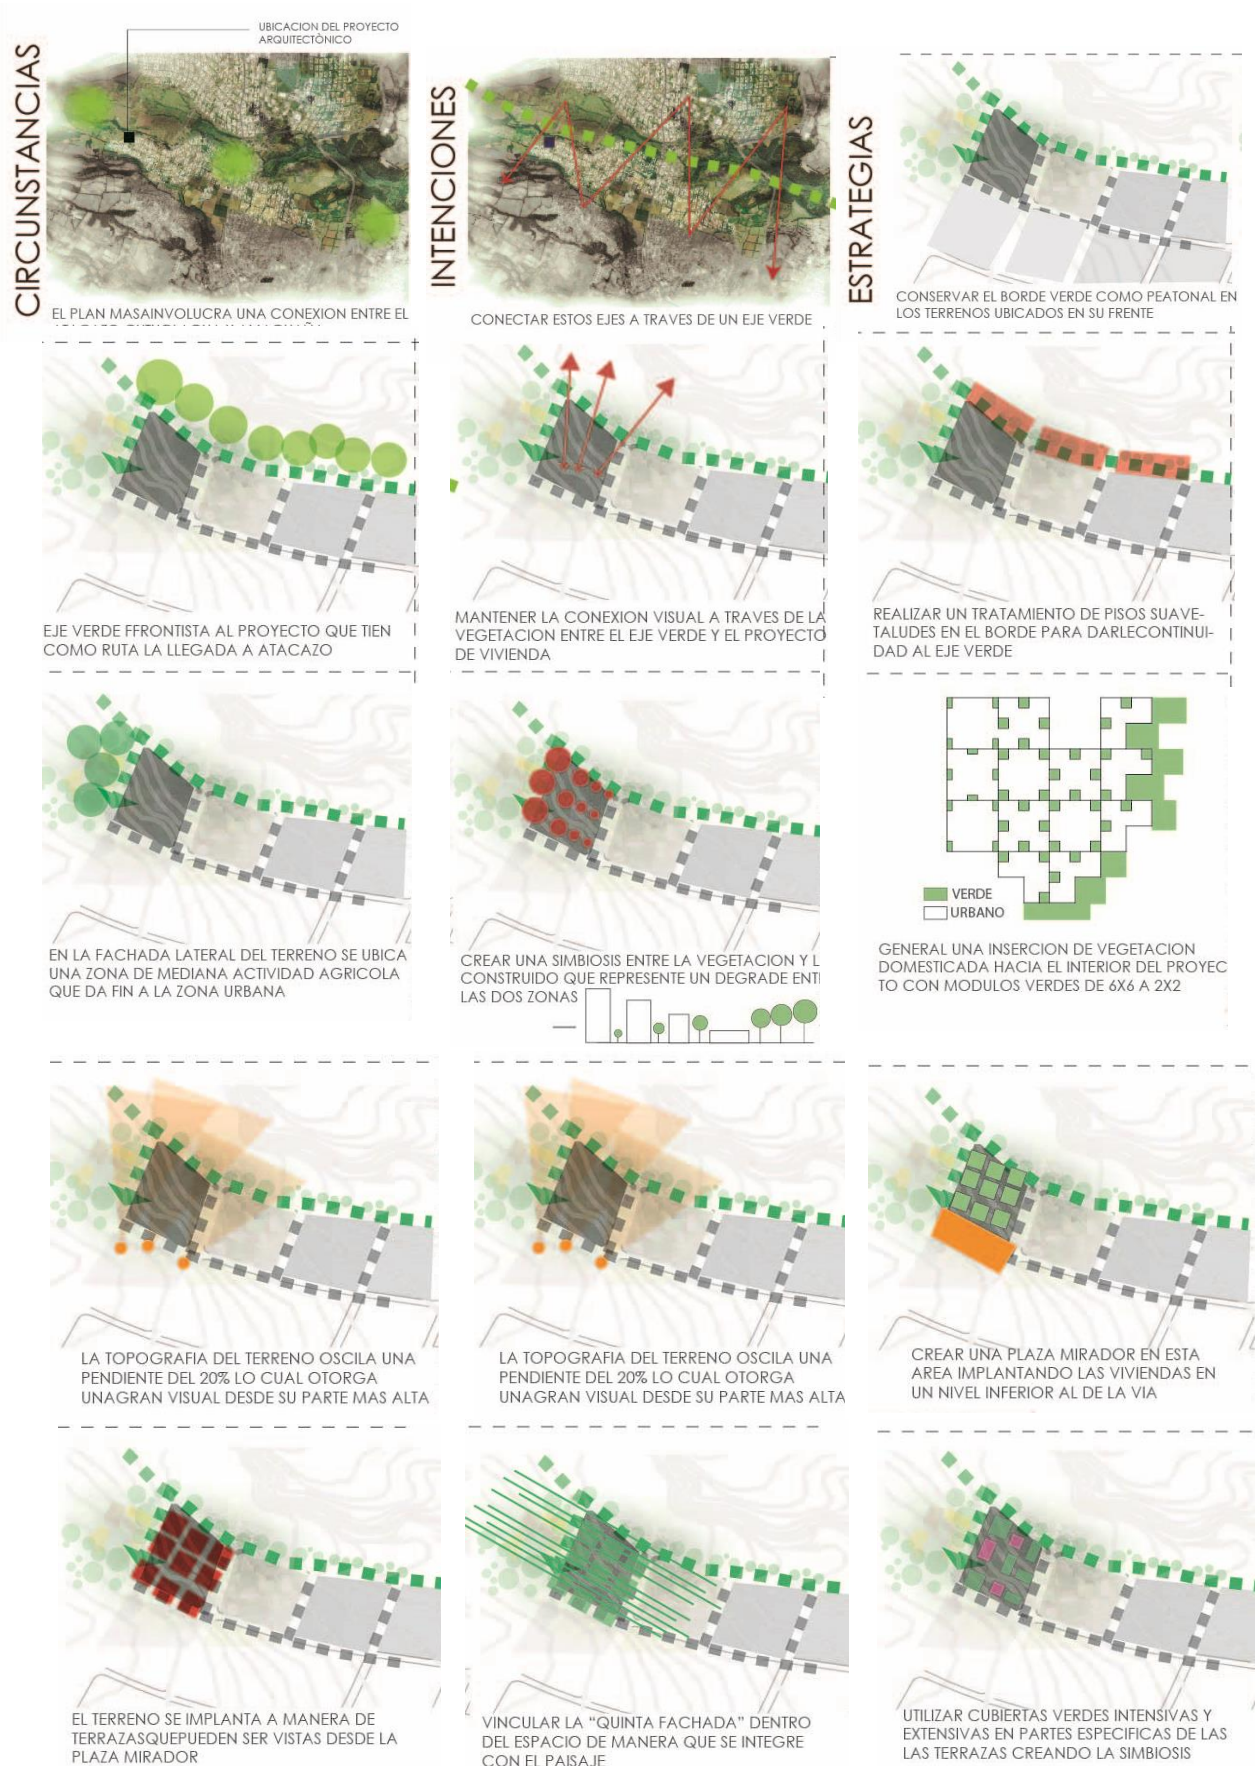 CIRCUNSTANCIAS
UBICACION DEL PROYECTO
ARQUITECTÒNICO
EL PLAN MASAINVOLUCRA UNA CONEXION ENTRE EL
INTENCIONES
CONECTAR ESTOS EJES A TRAVES DE UN EJE VERDE
ESTRATEGIAS
CONSERVAR EL BORDE VERDE COMO PEATONAL EN
LOS TERRENOS UBICADOS EN SU FRENTE
EJE VERDE FFRONTISTA AL PROYECTO QUE TIEN
COMO RUTA LA LLEGADA A ATACAZO
MANTENER LA CONEXION VISUAL A TRAVES DE LA
VEGETACION ENTRE EL EJE VERDE Y EL PROYECTO
DE VIVIENDA
REALIZAR UN TRATAMIENTO DE PISOS SUAVE-
TALUDES EN EL BORDE PARA DARLECONTINUI-
DAD AL EJE VERDE
EN LA FACHADA LATERAL DEL TERRENO SE UBICA
UNA ZONA DE MEDIANA ACTIVIDAD AGRICOLA
QUE DA FIN A LA ZONA URBANA
CREAR UNA SIMBIOSIS ENTRE LA VEGETACION Y L
CONSTRUIDO QUE REPRESENTE UN DEGRADE ENT
LAS DOS ZONAS
VERDE
URBANO
GENERAL UNA INSERCION DE VEGETACION
DOMESTICADA HACIA EL INTERIOR DEL PROYEC
TO CON MODULOS VERDES DE 6X6 A 2X2
LA TOPOGRAFIA DEL TERRENO OSCILA UNA
PENDIENTE DEL 20% LO CUAL OTORGA
UNAGRAN VISUAL DESDE SU PARTE MAS ALTA
LA TOPOGRAFIA DEL TERRENO OSCILA UNA
PENDIENTE DEL 20% LO CUAL OTORGA
UNAGRAN VISUAL DESDE SU PARTE MAS ALTA
CREAR UNA PLAZA MIRADOR EN ESTA
AREA IMPLANTANDO LAS VIVIENDAS EN
UN NIVEL INFERIOR AL DE LA VIA
EL TERRENO SE IMPLANTA A MANERA DE
TERRAZASQUEPUEDEN SER VISTAS DESDE LA
PLAZA MIRADOR
VINCULAR LA “QUINTA FACHADA” DENTRO
DEL ESPACIO DE MANERA QUE SE INTEGRE
CON EL PAISAJE
UTILIZAR CUBIERTAS VERDES INTENSIVAS Y
EXTENSIVAS EN PARTES ESPECIFICAS DE LAS
LAS TERRAZAS CREANDO LA SIMBIOSIS